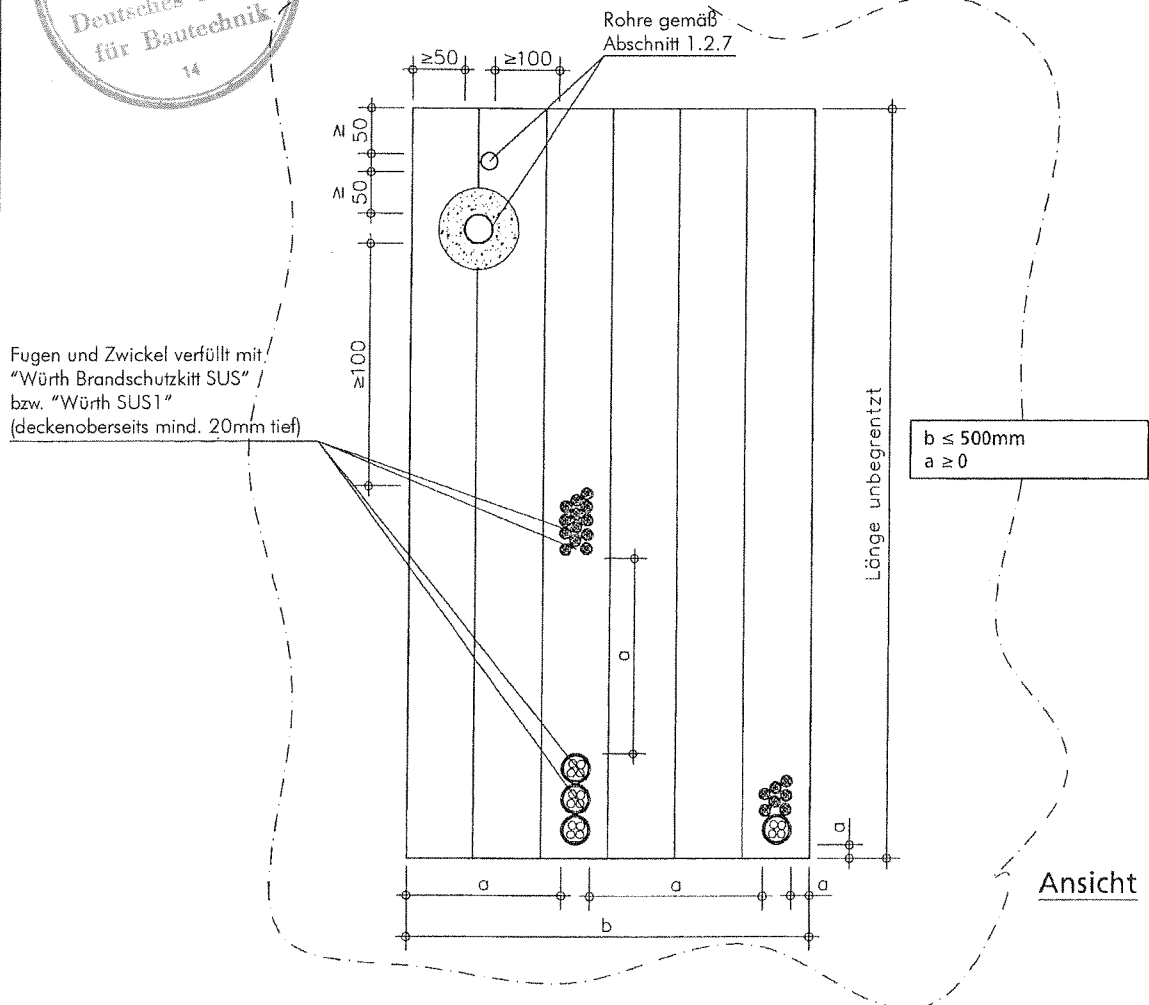 Deutsches
für Bautechnik
14
Rohre gemäß
Abschnitt 1.2.7
≥50
≥100
≥50
≥50
≥100
Fugen und Zwickel verfüllt mit
"Würth Brandschutzkitt SUS"
bzw. "Würth SUS1"
(deckenoberseits mind. 20mm tief)
Länge unbegrentzt
b ≤ 500mm
a ≥ 0
a
a
a
a
a
b
Ansicht